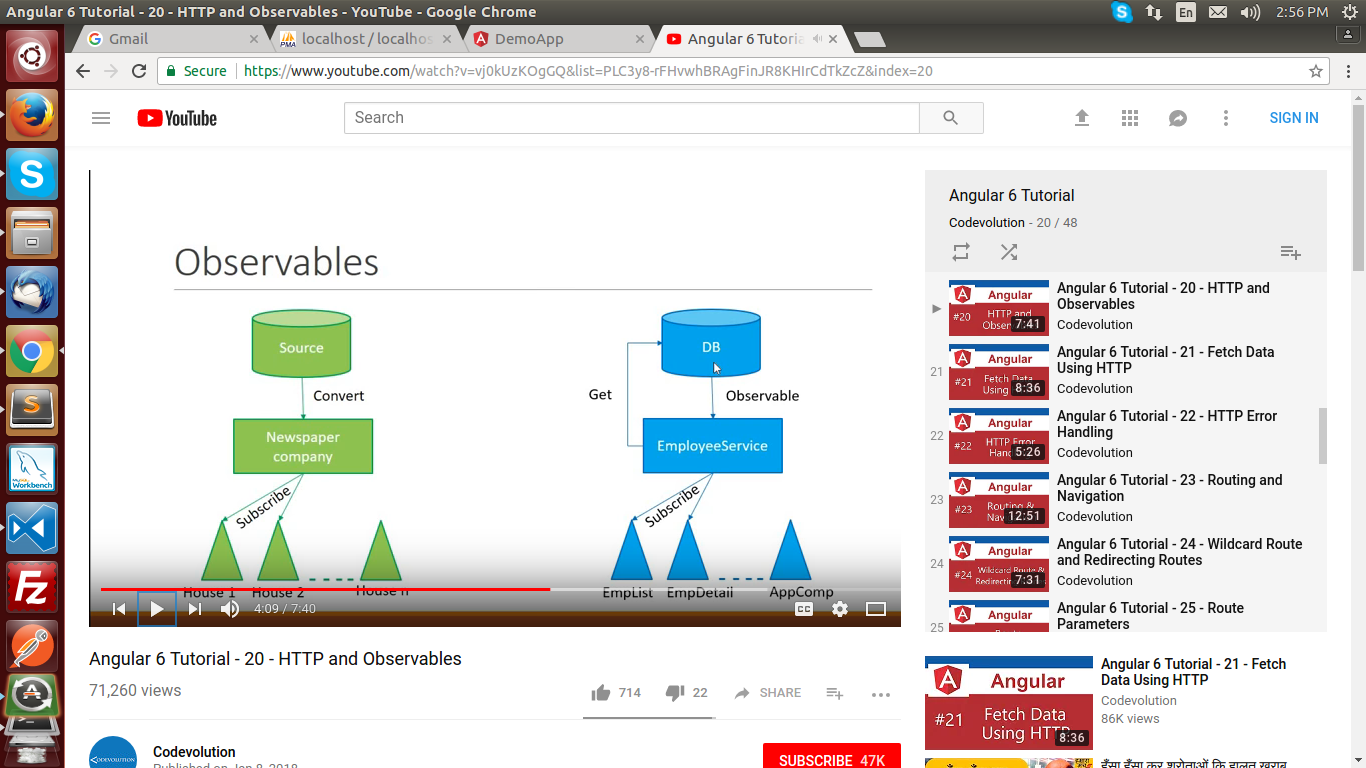 Angular 6 Tutorial - 20 - HTTP and Observables - YouTube - Google Chrome
En
2:56 PM
Gmail
localhost / localhos
DemoApp
Angular 6 Tutoria
Secure
https://www.youtube.com/watch?v=vj0kUzKOgGQ&list=PLC3y8-rFHvwhBRAgFinJR8KHIrCdTkZcZ&index=20
YouTube
Search
SIGN IN
Observables
Source
Convert
Newspaper
company
Subscribe
House 1
House 2
House n
DB
Get
Observable
EmployeeService
Subscribe
EmpList
EmpDetail
AppComp
4:09 / 7:40
CC
Angular 6 Tutorial - 20 - HTTP and Observables
71,260 views
714
22
SHARE
Codevolution
Published on Jan 8, 2018
SUBSCRIBE 47K
Angular 6 Tutorial
Codevolution - 20 / 48
Angular
#20
HTTP and
Obser
7:41
Angular 6 Tutorial - 20 - HTTP and
Observables
Codevolution
21
Angular
#21
Fetch Data
Using
8:36
Angular 6 Tutorial - 21 - Fetch Data
Using HTTP
Codevolution
22
Angular
#22
HTTP Error
Han
5:26
Angular 6 Tutorial - 22 - HTTP Error
Handling
Codevolution
23
Angular
#23
Routing &
Nav
12:51
Angular 6 Tutorial - 23 - Routing and
Navigation
Codevolution
24
Angular
#24
Wildcard Route &
Redirectin
7:31
Angular 6 Tutorial - 24 - Wildcard Route
and Redirecting Routes
Codevolution
25
Angular
Angular 6 Tutorial - 25 - Route
Parameters
Angular
#21
Fetch Data
Using HTTP
8:36
Angular 6 Tutorial - 21 - Fetch
Data Using HTTP
Codevolution
86K views
हँसा हँसा कर श्रोताओं कि हालत खराब